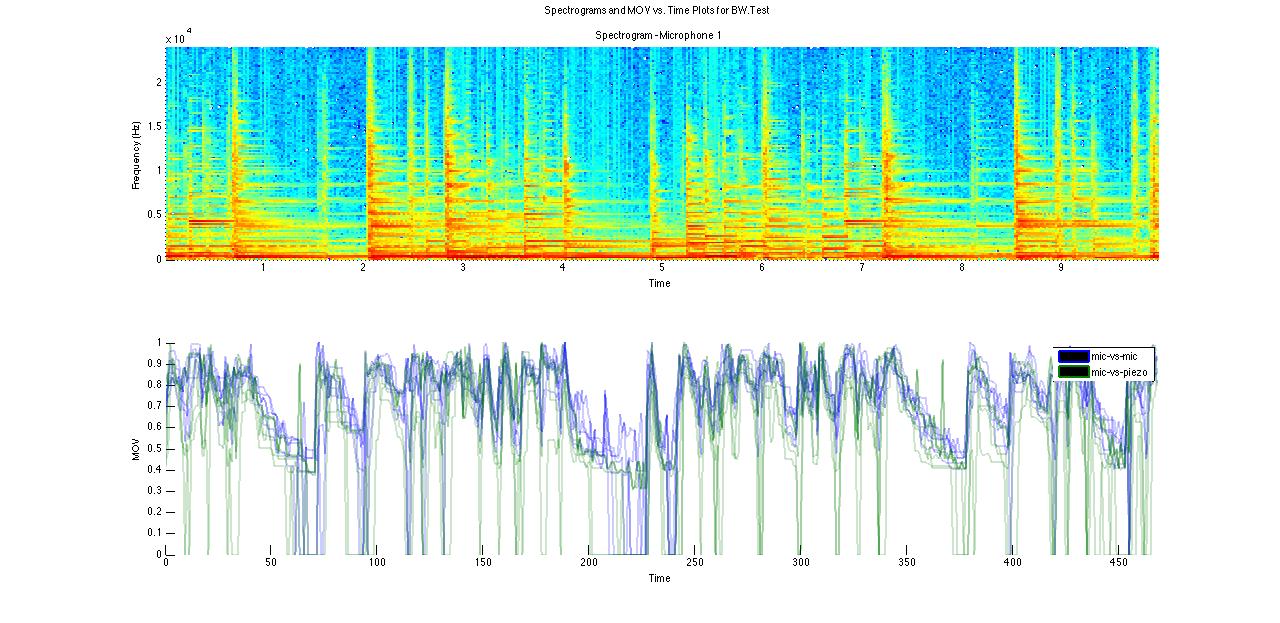 Spectrograms and MOV vs. Time Plots for BW.Test
Spectrogram - Microphone 1
x 10^4
2
1.5
1
0.5
0
Frequency (Hz)
1 2 3 4 5 6 7 8 9
Time
1
0.9
0.8
0.7
0.6
0.5
0.4
0.3
0.2
0.1
0
MOV
mic-vs-mic
mic-vs-piezo
0 50 100 150 200 250 300 350 400 450
Time